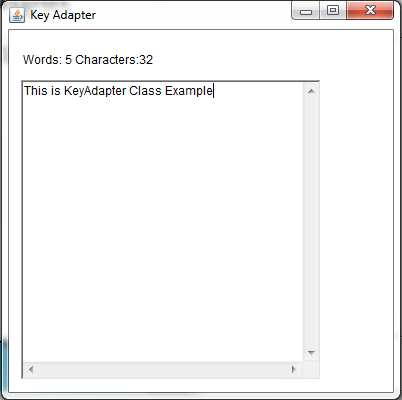 Key Adapter
Words: 5 Characters:32
This is KeyAdapter Class Example